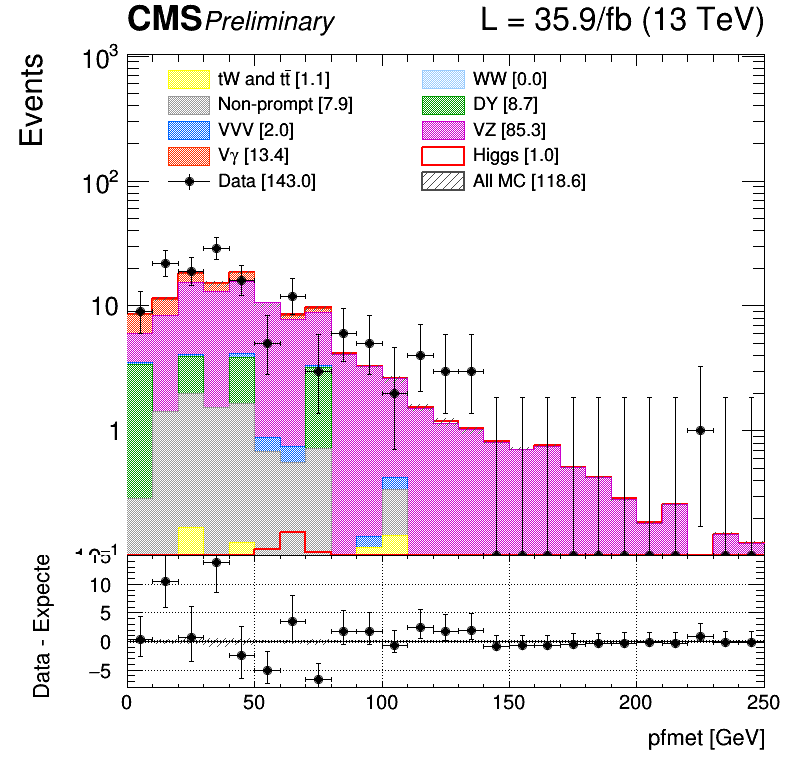 CMS Preliminary L = 35.9/fb (13 TeV)
Events
10³
10²
10
1
tW and tt̄ [1.1]
Non-prompt [7.9]
VVV [2.0]
Vγ [13.4]
Data [143.0]
WW [0.0]
DY [8.7]
VZ [85.3]
Higgs [1.0]
All MC [118.6]
Data - Expecte
10
5
0
−5
0 50 100 150 200 250
pfmet [GeV]